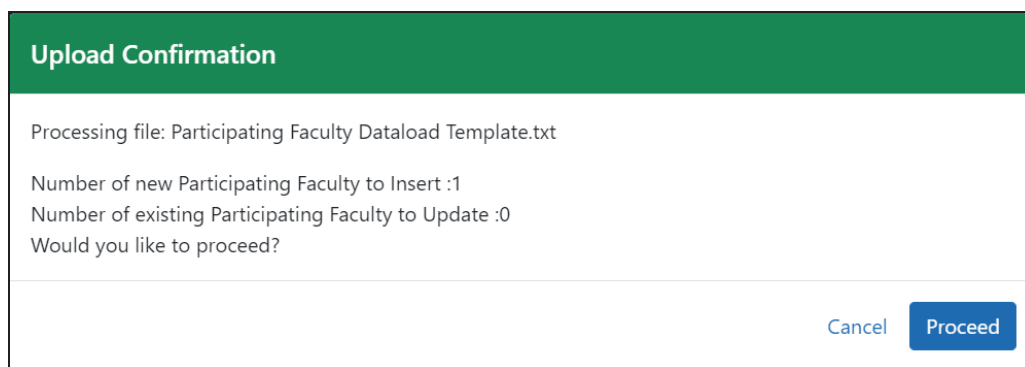 Upload Confirmation
Processing file: Participating Faculty Dataload Template.txt
Number of new Participating Faculty to Insert :1
Number of existing Participating Faculty to Update :0
Would you like to proceed?
Cancel Proceed